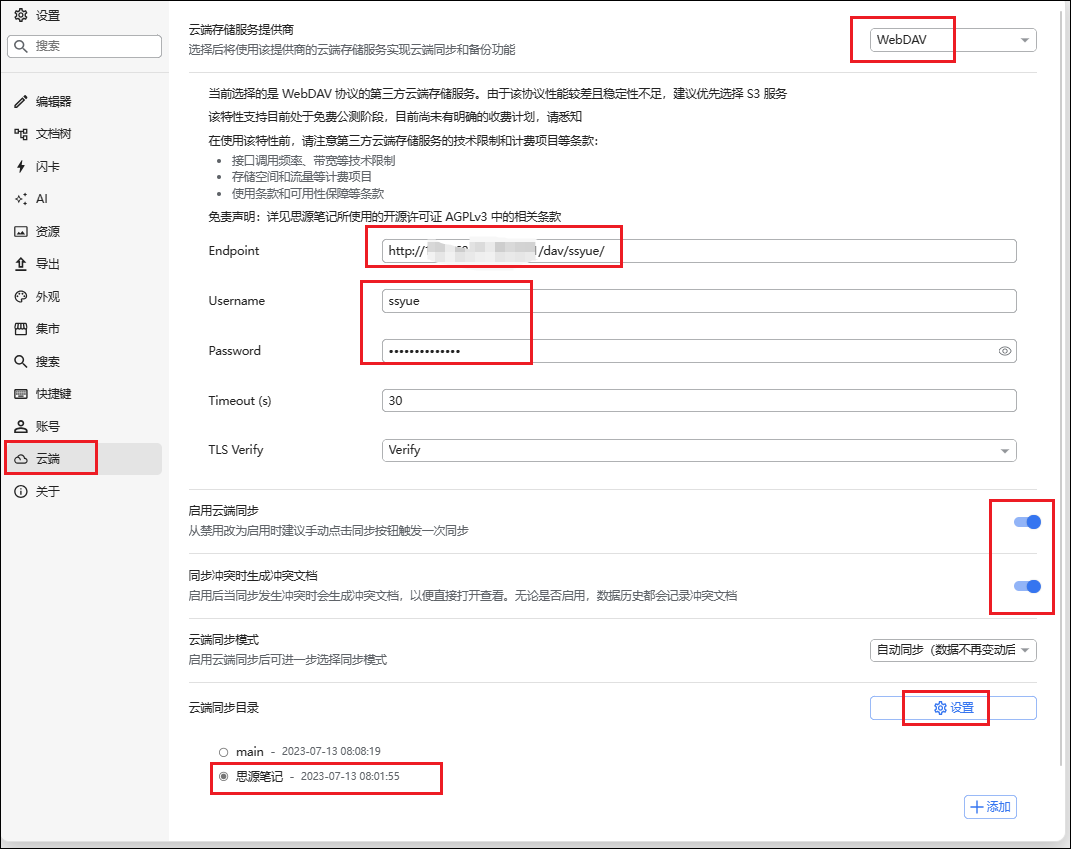 设置
搜索
编辑器
文档树
闪卡
AI
资源
导出
外观
集市
搜索
快捷键
账号
云端
关于
云端存储服务提供商
选择后将使用该提供商的云端存储服务实现云端同步和备份功能
WebDAV
当前选择的是 WebDAV 协议的第三方云端存储服务。由于该协议性能较差且稳定性不足，建议优先选择 S3 服务
该特性支持目前处于免费公测阶段，目前尚未有明确的收费计划，请悉知
在使用该特性前，请注意第三方云端存储服务的技术限制和计费项目等条款：
• 接口调用频率、带宽等技术限制
• 存储空间和流量等计费项目
• 使用条款和可用性保障等条款
免责声明：详见思源笔记所使用的开源许可证 AGPLv3 中的相关条款
Endpoint
http:// /dav/ssyue/
Username
ssyue
Password
••••••••••••••
Timeout (s)
30
TLS Verify
Verify
启用云端同步
从禁用改为启用时建议手动点击同步按钮触发一次同步
同步冲突时生成冲突文档
启用后当同步发生冲突时会生成冲突文档，以便直接打开查看。无论是否启用，数据历史都会记录冲突文档
云端同步模式
启用云端同步后可进一步选择同步模式
自动同步（数据不再变动后
云端同步目录
设置
main - 2023-07-13 08:08:19
思源笔记 - 2023-07-13 08:01:55
添加